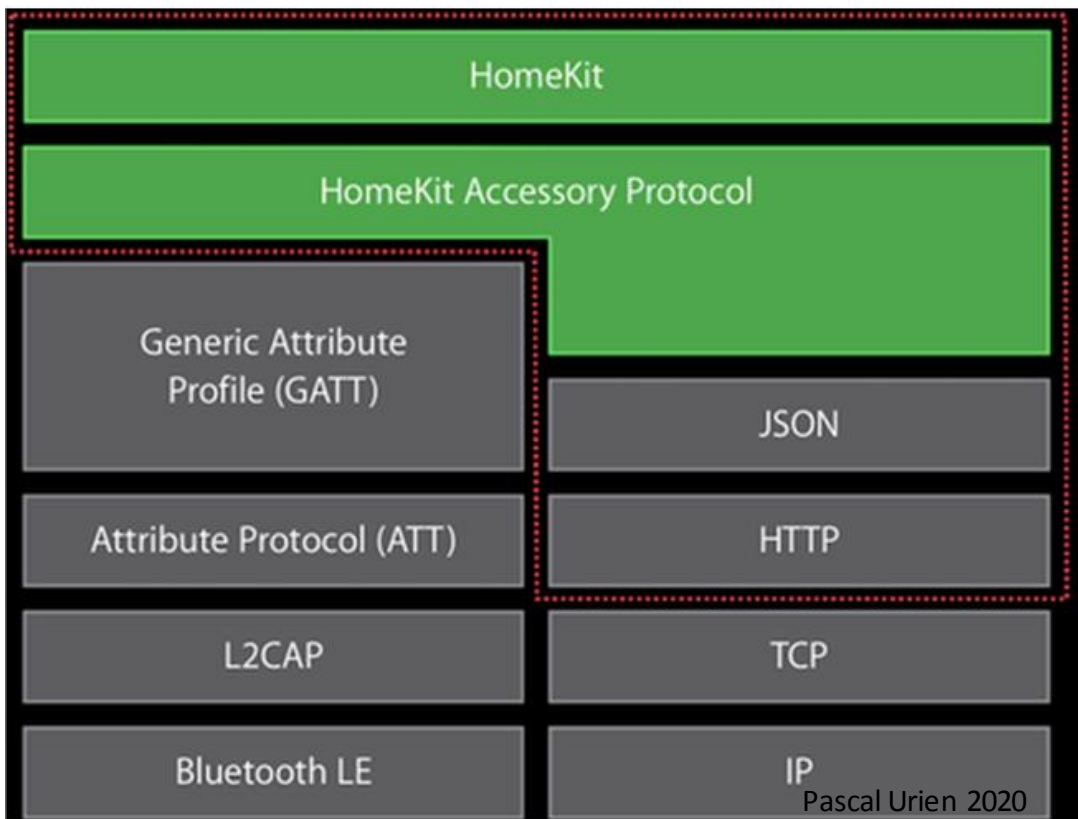 HomeKit
HomeKit Accessory Protocol
Generic Attribute
Profile (GATT)
JSON
Attribute Protocol (ATT)
HTTP
L2CAP
TCP
Bluetooth LE
IP
Pascal Urien 2020